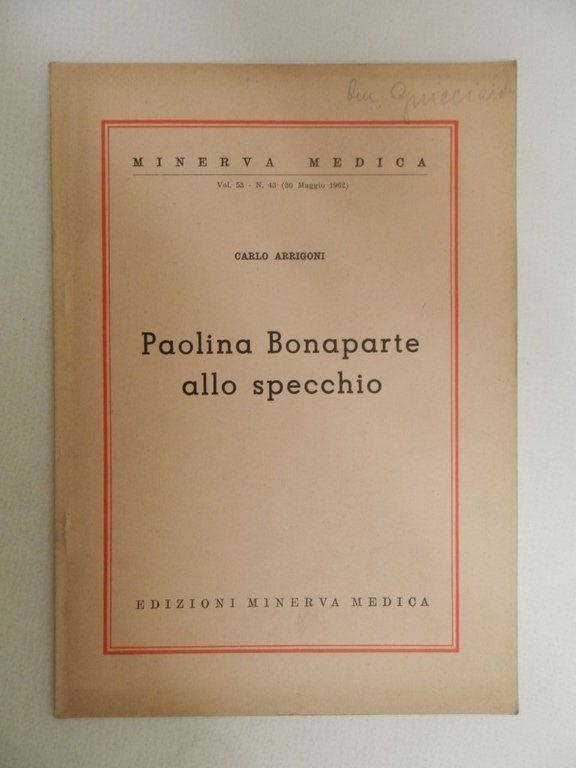 MINERVA MEDICA
Vol. 53 - N. 43 (30 Maggio 1962)
CARLO ARRIGONI
Paolina Bonaparte
allo specchio
EDIZIONI MINERVA MEDICA